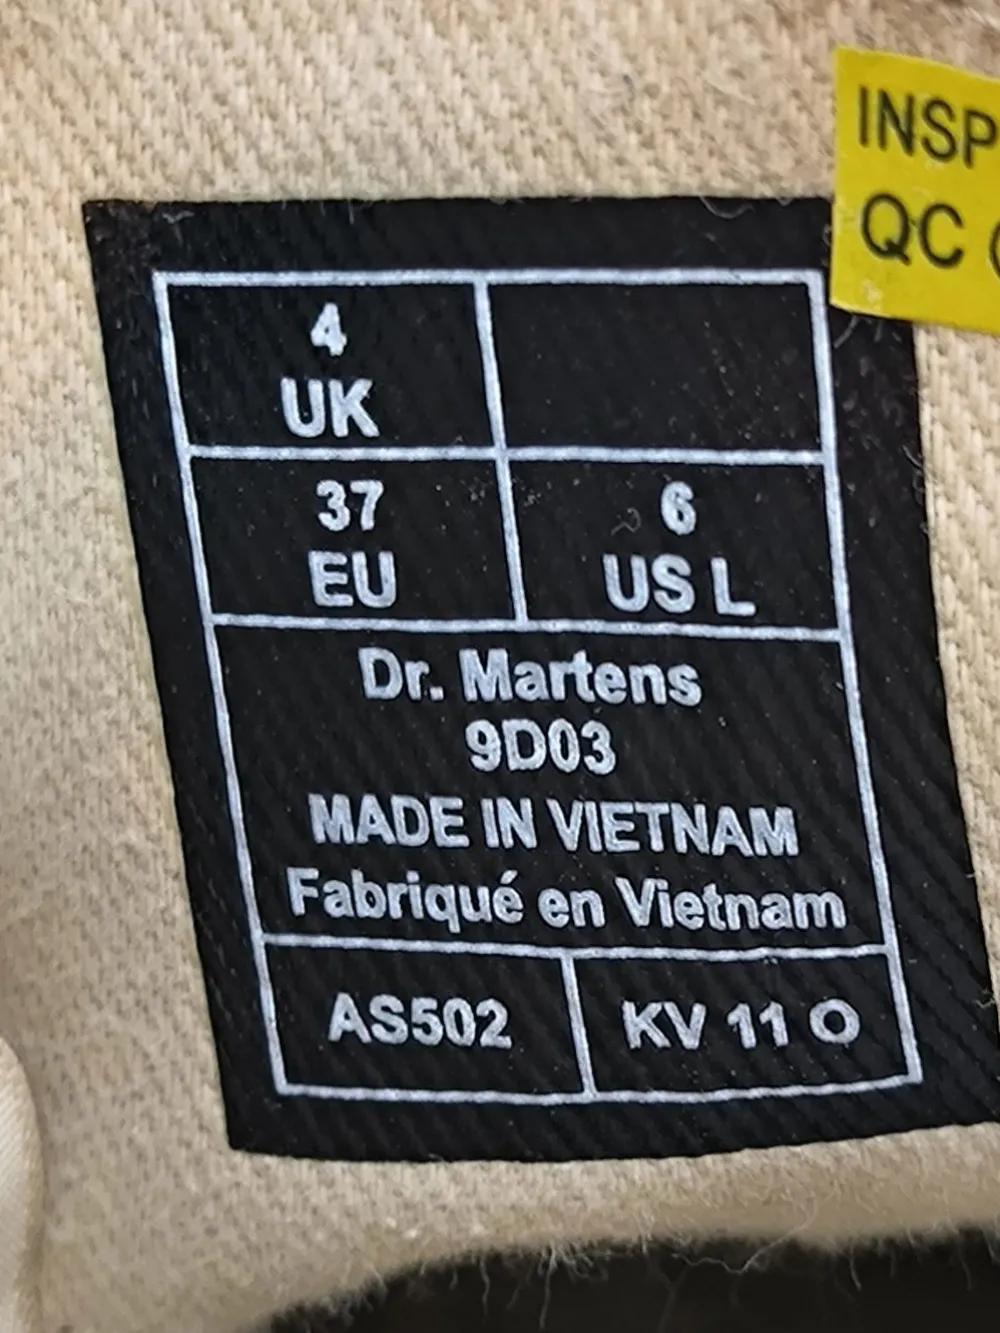 INSP
QC
4
UK
37
EU
6
US L
Dr. Martens
9D03
MADE IN VIETNAM
Fabriqué en Vietnam
AS502
KV 11 O